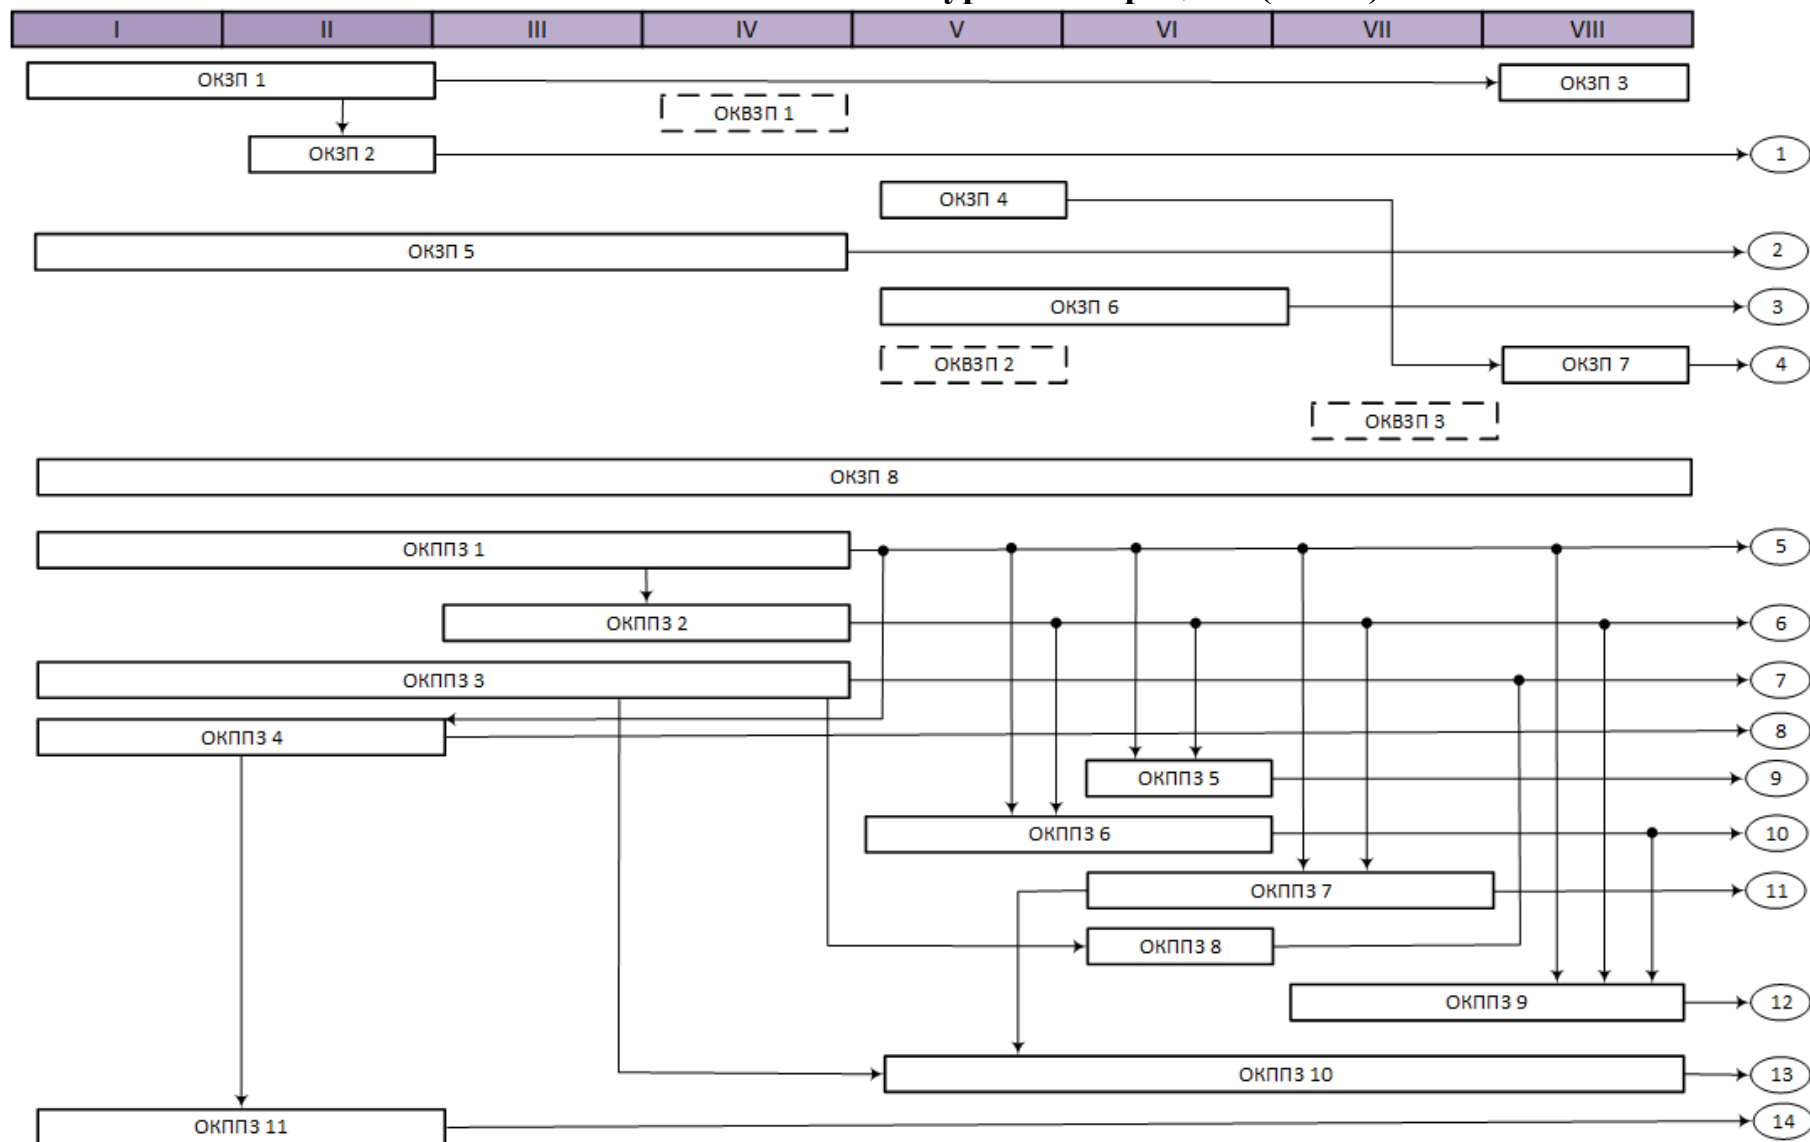 I II III IV V VI VII VIII
ОКЗП 1
ОКЗП 3
ОКВЗП 1
ОКЗП 2
1
ОКЗП 4
ОКЗП 5
2
ОКЗП 6
3
ОКВЗП 2
ОКЗП 7
4
ОКВЗП 3
ОКЗП 8
ОКППЗ 1
5
ОКППЗ 2
6
ОКППЗ 3
7
ОКППЗ 4
8
ОКППЗ 5
9
ОКППЗ 6
10
ОКППЗ 7
11
ОКППЗ 8
ОКППЗ 9
12
ОКППЗ 10
13
ОКППЗ 11
14